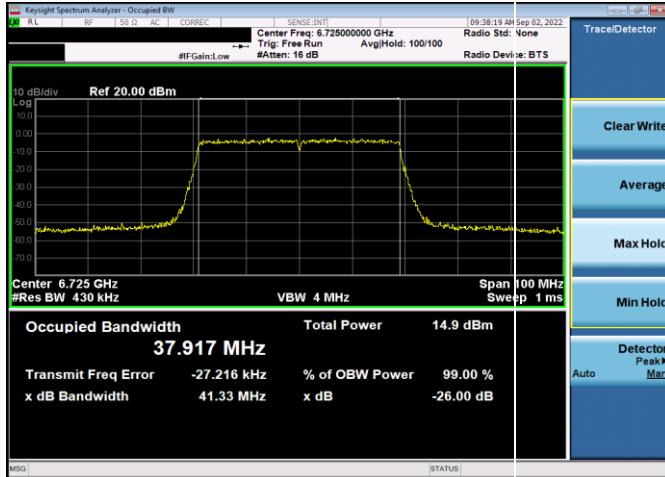 Keysight Spectrum Analyzer - Occupied BW
RL RF 50 Ω AC CORREC SENSE:INT 09:38:19 AM Sep 02, 2022
Center Freq: 6.725000000 GHz Radio Std: None
Trig: Free Run Avg|Hold: 100/100
#IFGain:Low #Atten: 16 dB Radio Device: BTS
Trace/Detector
10 dB/div Ref 20.00 dBm
Log
10.0
0.00
-10.0
-20.0
-30.0
-40.0
-50.0
-60.0
-70.0
Center 6.725 GHz Span 100 MHz
#Res BW 430 kHz VBW 4 MHz Sweep 1 ms
Occupied Bandwidth Total Power 14.9 dBm
37.917 MHz
Transmit Freq Error -27.216 kHz % of OBW Power 99.00 %
x dB Bandwidth 41.33 MHz x dB -26.00 dB
Clear Write
Average
Max Hold
Min Hold
Detector
Peak
Auto Man
MSG STATUS